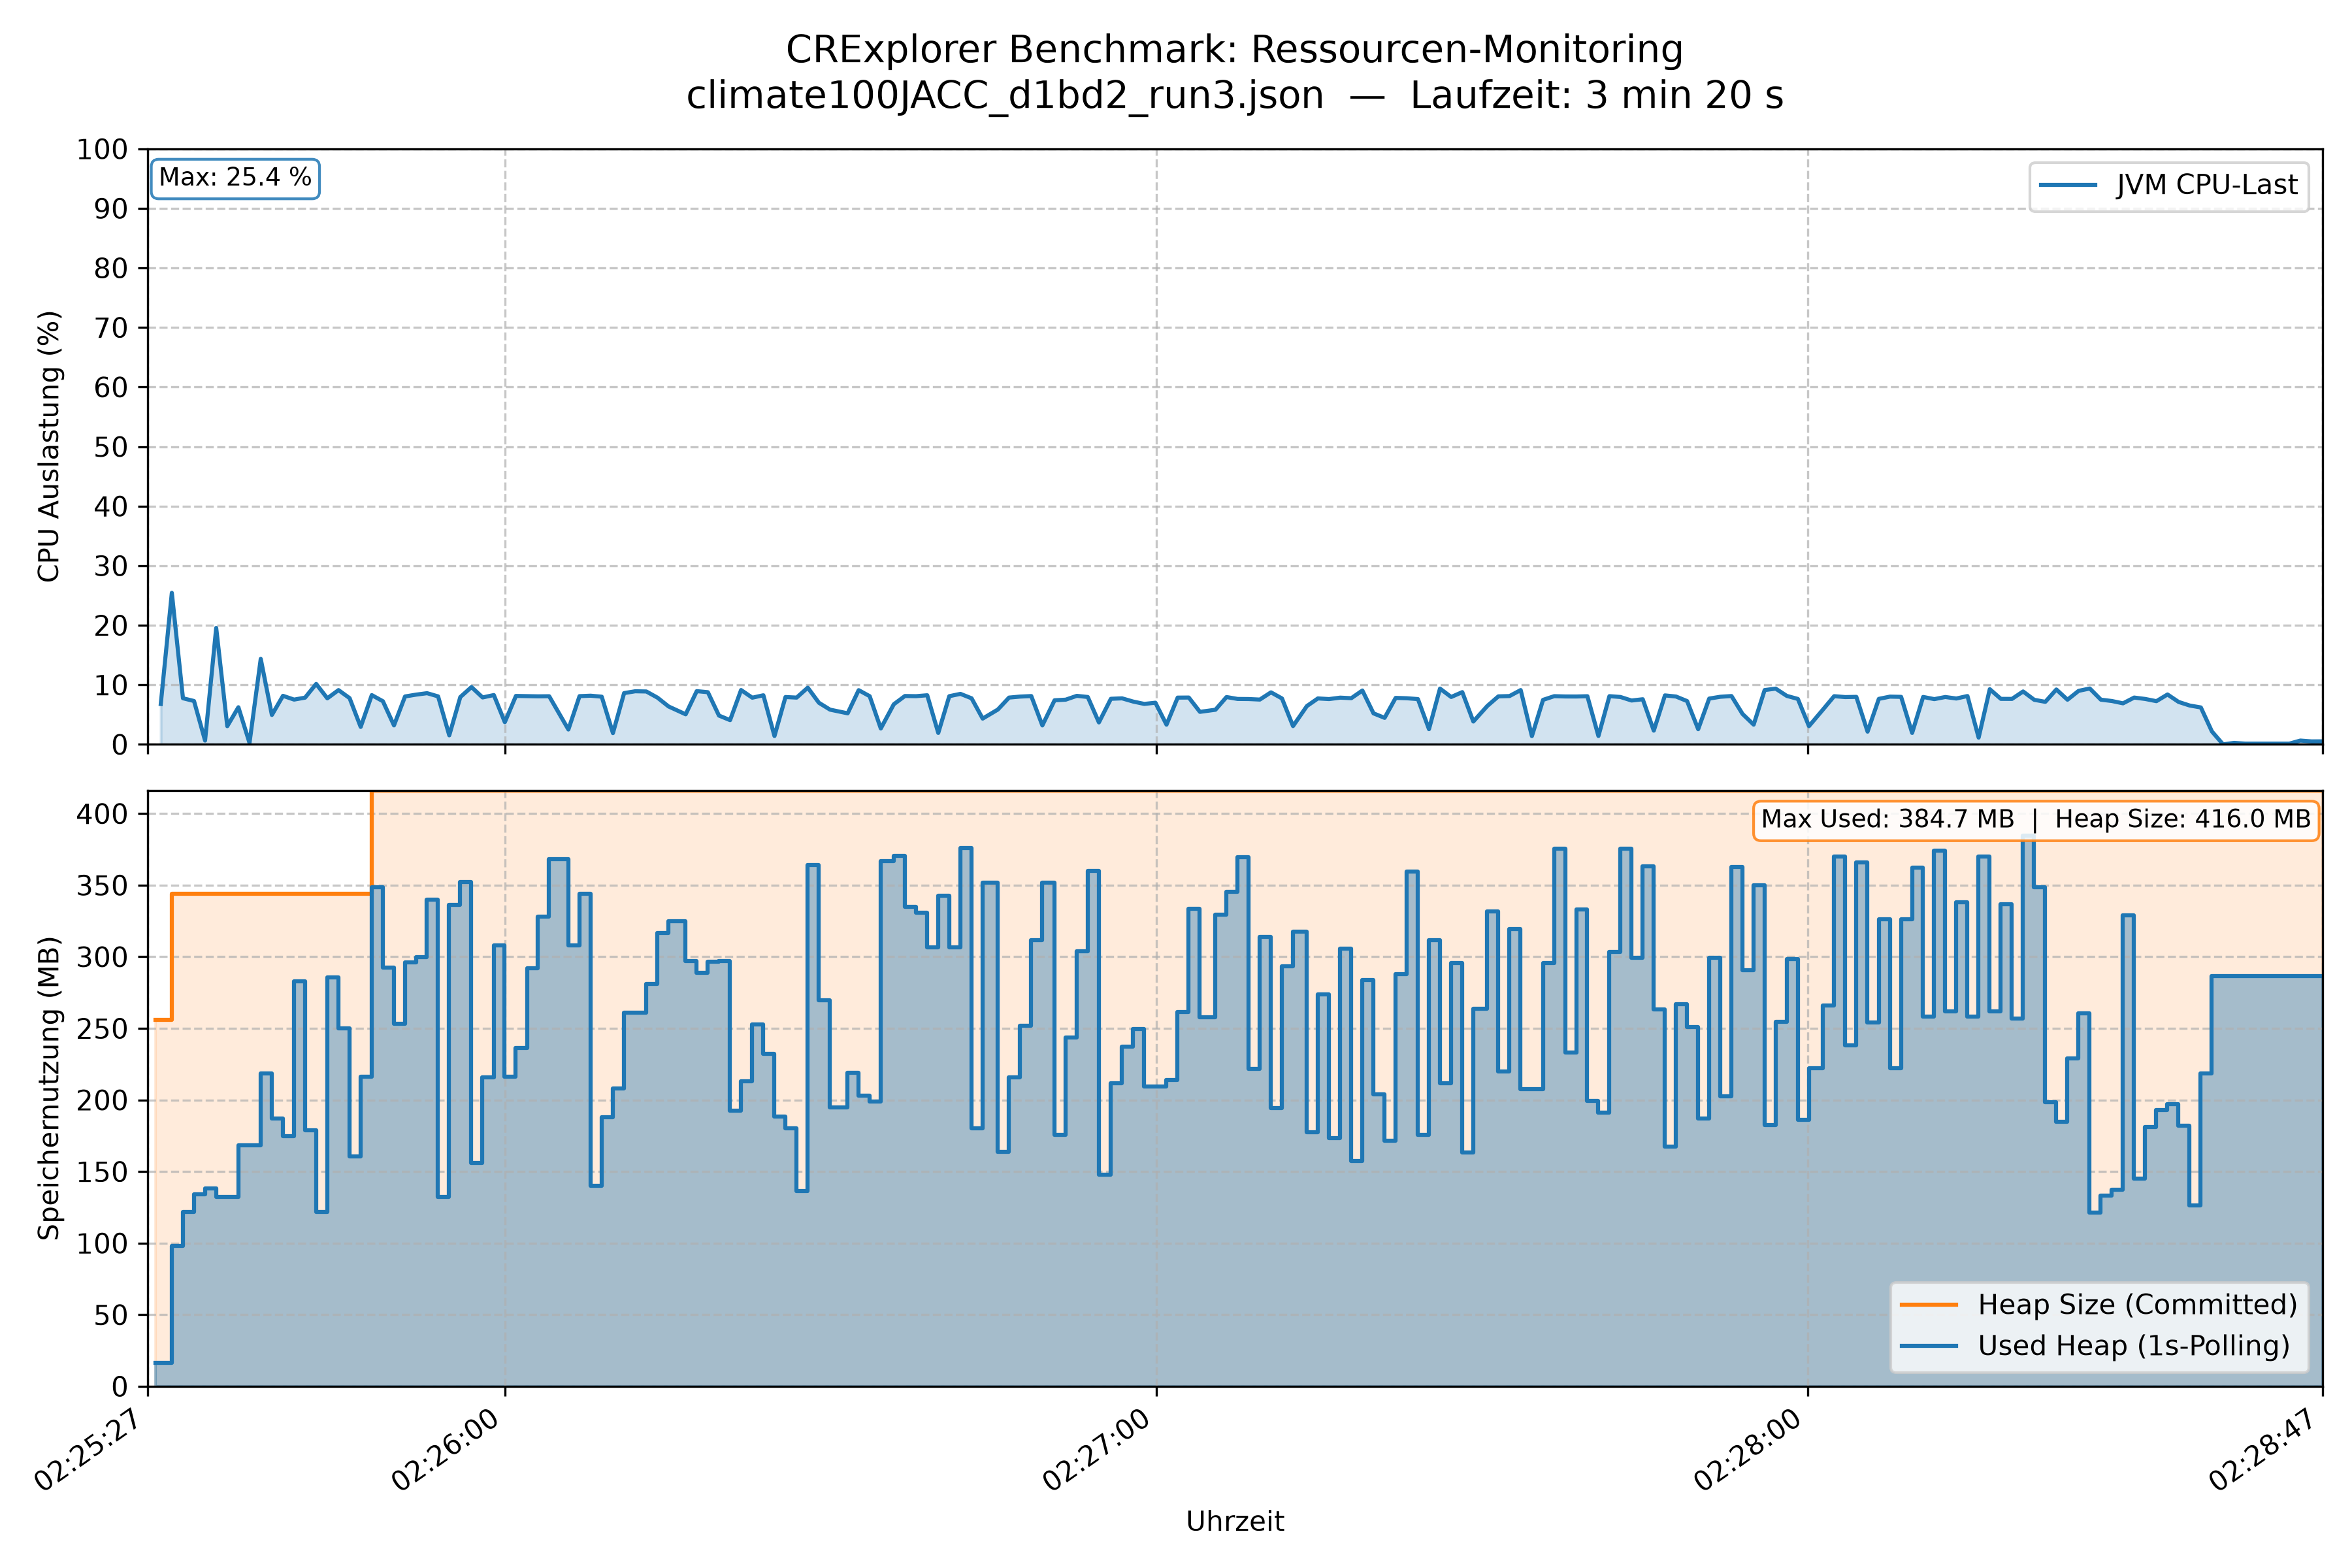 CRExplorer Benchmark: Ressourcen-Monitoring
climate100JACC_d1bd2_run3.json — Laufzeit: 3 min 20 s
Max: 25.4 %
JVM CPU-Last
CPU Auslastung (%)
100
90
80
70
60
50
40
30
20
10
0
Max Used: 384.7 MB | Heap Size: 416.0 MB
Speichernutzung (MB)
400
350
300
250
200
150
100
50
0
Heap Size (Committed)
Used Heap (1s-Polling)
02:25:27
02:26:00
02:27:00
02:28:00
02:28:47
Uhrzeit